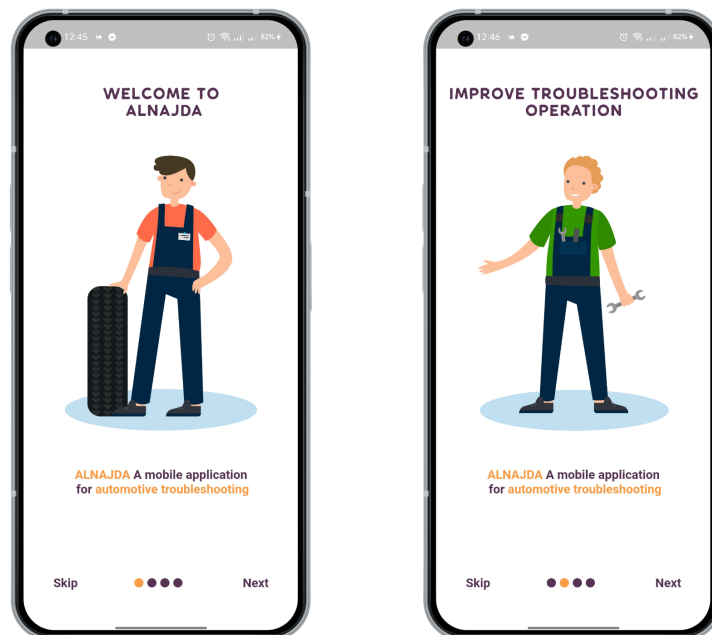 12:45
82%
WELCOME TO
ALNAJDA
ALNAJDA A mobile application
for automotive troubleshooting
Skip
Next
12:46
82%
IMPROVE TROUBLESHOOTING
OPERATION
ALNAJDA A mobile application
for automotive troubleshooting
Skip
Next